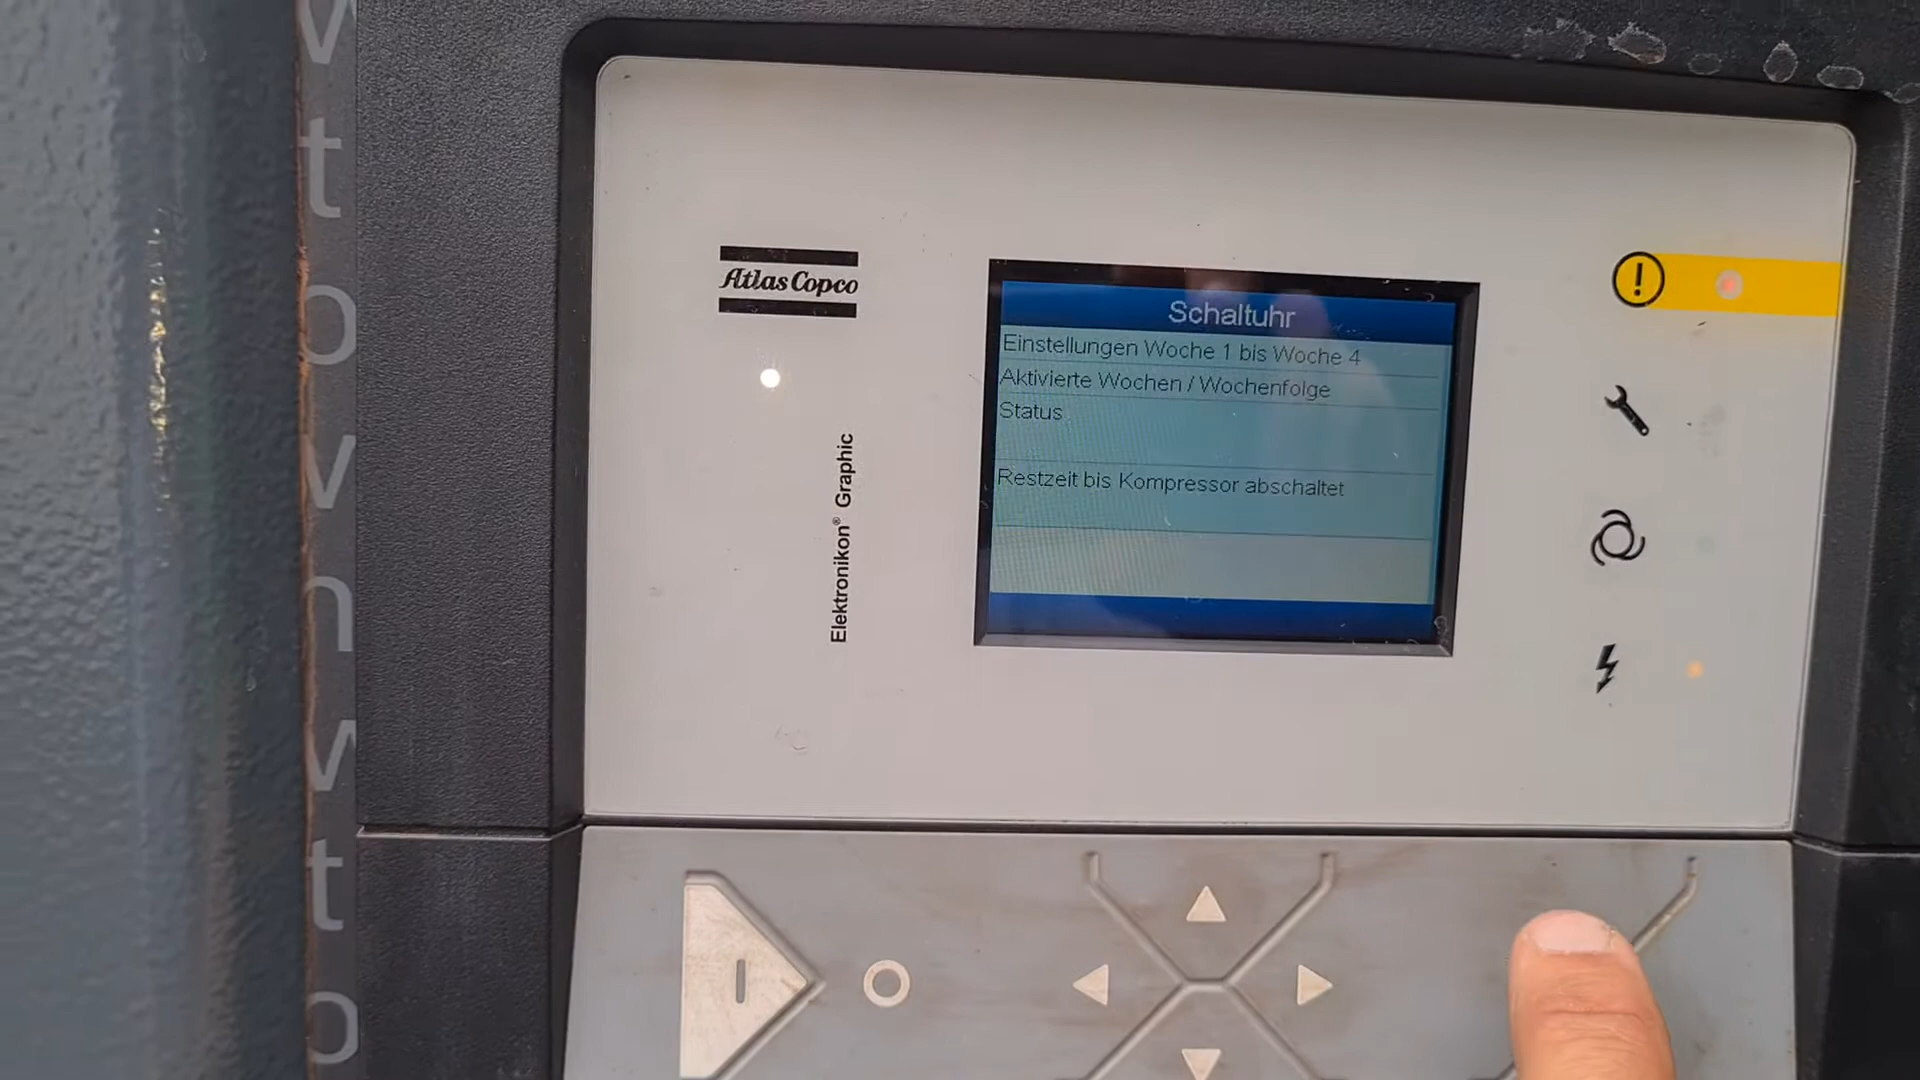 Atlas Copco
Elektronikon® Graphic
Schaltuhr
Einstellungen Woche 1 bis Woche 4
Aktivierte Wochen / Wochenfolge
Status
Restzeit bis Kompressor abschaltet